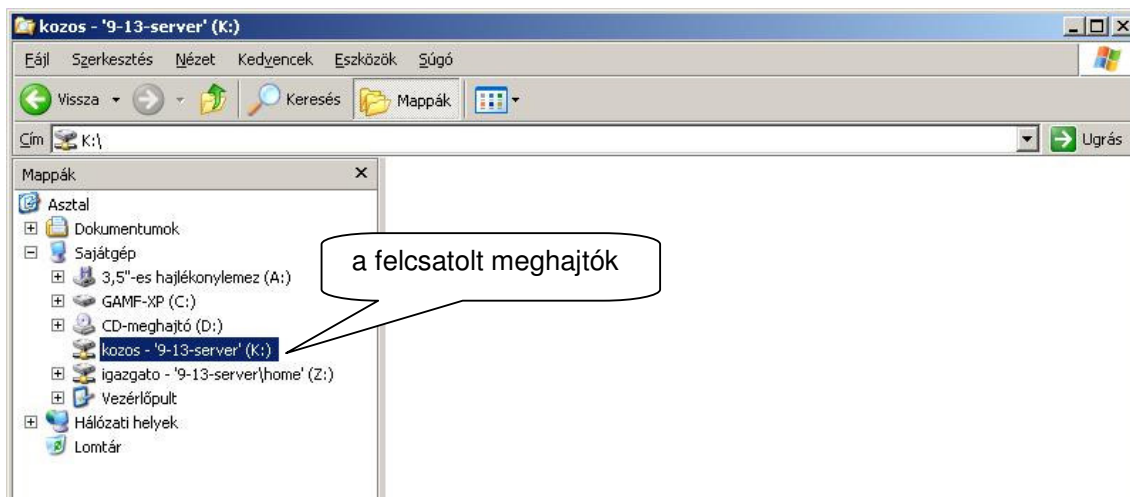 kozos - '9-13-server' (K:)
Fájl Szerkesztés Nézet Kedvencek Eszközök Súgó
Vissza Keresés Mappák
Cím K:\ Ugrás
Mappák
Asztal
Dokumentumok
Sajátgép
a felcsatolt meghajtók
3,5"-es hajlékonylemez (A:)
GAMF-XP (C:)
CD-meghajtó (D:)
kozos - '9-13-server' (K:)
igazgato - '9-13-server\home' (Z:)
Vezérlőpult
Hálózati helyek
Lomtár